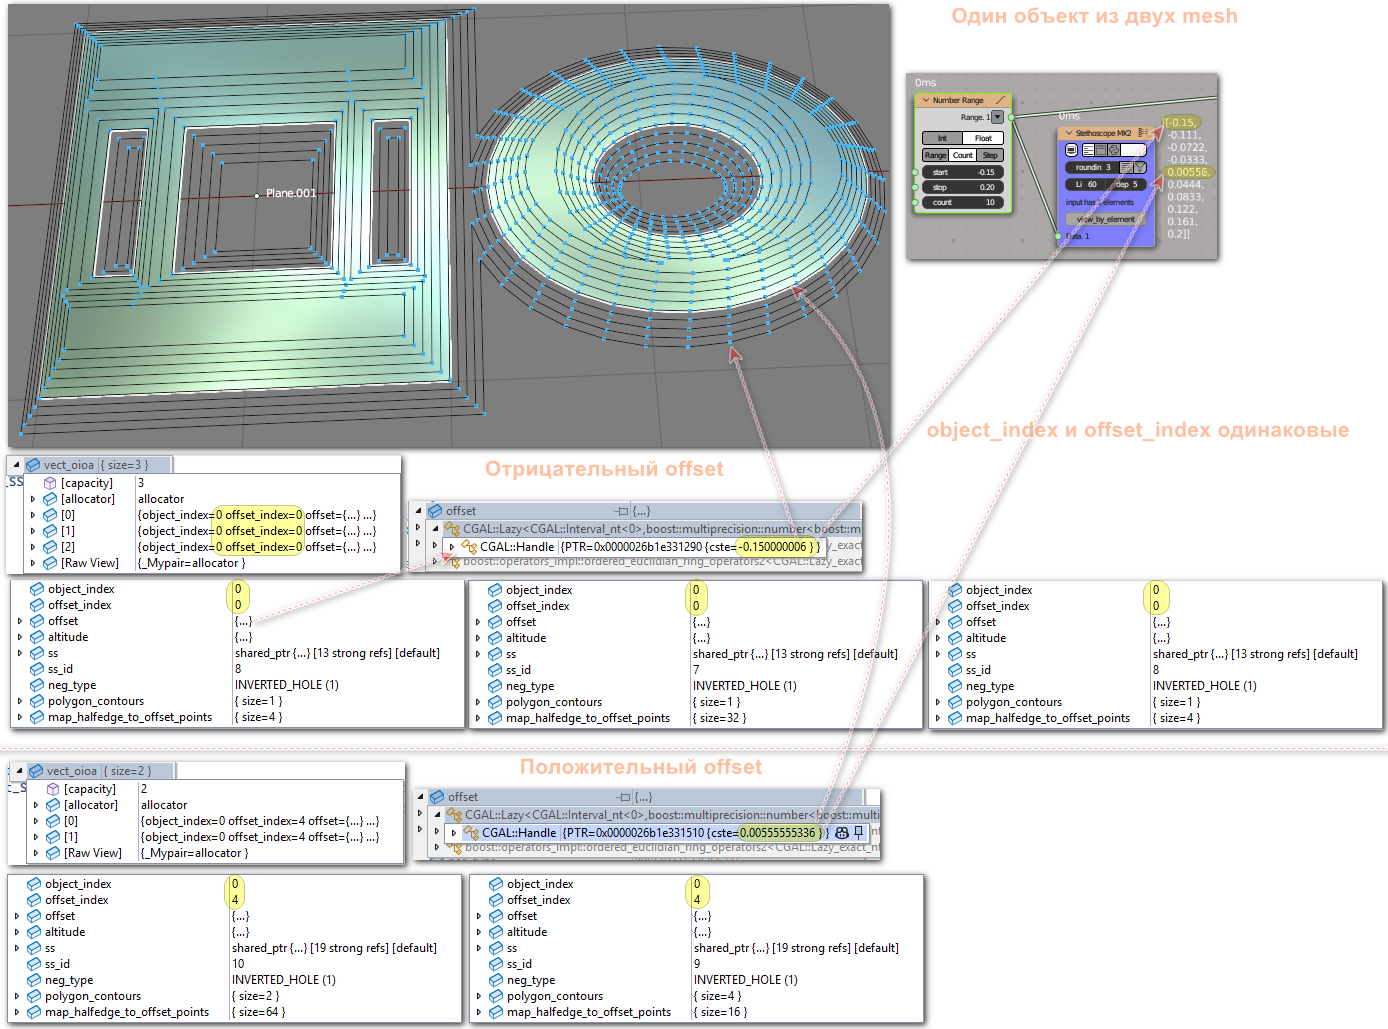 Один объект из двух mesh
0ms
Number Range
Range. 1
Int
Float
Range
Count
Step
start
-0.15
stop
0.20
count
10
0ms
Stethoscope MK2
roundin 3
Li 60
dep 5
view_by_element
Data. 1
[[-0.15,
-0.111,
-0.0722,
-0.0333,
0.00556,
0.0444,
0.0833,
0.122,
0.161,
0.2]]
Plane.001
object_index и offset_index одинаковые
Отрицательный offset
vect_oioa { size=3 }
[capacity] 3
[allocator] allocator
[0] {object_index=0 offset_index=0 offset={...} ...}
[1] {object_index=0 offset_index=0 offset={...} ...}
[2] {object_index=0 offset_index=0 offset={...} ...}
[Raw View] {_Mypair=allocator }
offset {...}
CGAL::Lazy<CGAL::Interval_nt<0>,boost::multiprecision::number<boost::m
CGAL::Handle {PTR=0x0000026b1e331290 {cste=-0.150000006 } }
object_index 0
offset_index 0
offset {...}
altitude {...}
ss shared_ptr {...} [13 strong refs] [default]
ss_id 8
neg_type INVERTED_HOLE (1)
polygon_contours { size=1 }
map_halfedge_to_offset_points { size=4 }
object_index 0
offset_index 0
offset {...}
altitude {...}
ss shared_ptr {...} [13 strong refs] [default]
ss_id 7
neg_type INVERTED_HOLE (1)
polygon_contours { size=1 }
map_halfedge_to_offset_points { size=32 }
object_index 0
offset_index 0
offset {...}
altitude {...}
ss shared_ptr {...} [13 strong refs] [default]
ss_id 8
neg_type INVERTED_HOLE (1)
polygon_contours { size=1 }
map_halfedge_to_offset_points { size=4 }
Положительный offset
vect_oioa { size=2 }
[capacity] 2
[allocator] allocator
[0] {object_index=0 offset_index=4 offset={...} ...}
[1] {object_index=0 offset_index=4 offset={...} ...}
[Raw View] {_Mypair=allocator }
offset {...}
CGAL::Lazy<CGAL::Interval_nt<0>,boost::multiprecision::number<boost::multi
CGAL::Handle {PTR=0x0000026b1e331510 {cste=0.00555555336 } }
object_index 0
offset_index 4
offset {...}
altitude {...}
ss shared_ptr {...} [19 strong refs] [default]
ss_id 10
neg_type INVERTED_HOLE (1)
polygon_contours { size=2 }
map_halfedge_to_offset_points { size=64 }
object_index 0
offset_index 4
offset {...}
altitude {...}
ss shared_ptr {...} [19 strong refs] [default]
ss_id 9
neg_type INVERTED_HOLE (1)
polygon_contours { size=4 }
map_halfedge_to_offset_points { size=16 }